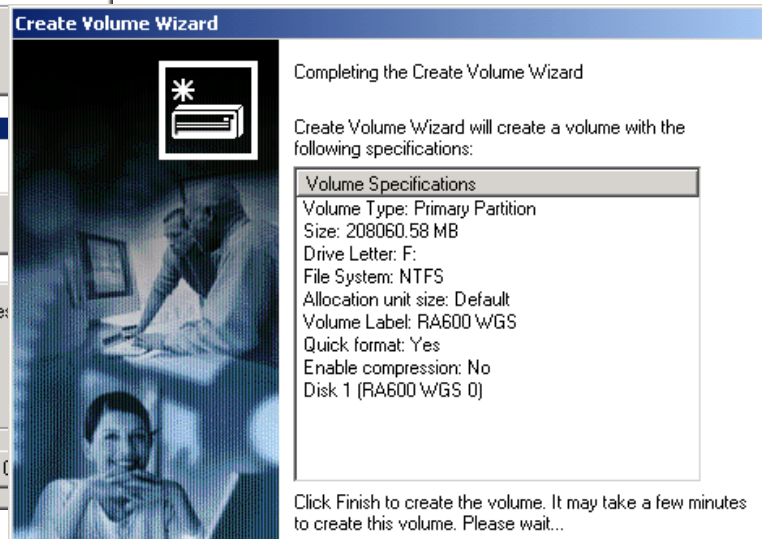 Create Volume Wizard
Completing the Create Volume Wizard
Create Volume Wizard will create a volume with the
following specifications:
Volume Specifications
Volume Type: Primary Partition
Size: 208060.58 MB
Drive Letter: F:
File System: NTFS
Allocation unit size: Default
Volume Label: RA600 WGS
Quick format: Yes
Enable compression: No
Disk 1 (RA600 WGS 0)
Click Finish to create the volume. It may take a few minutes
to create this volume. Please wait...